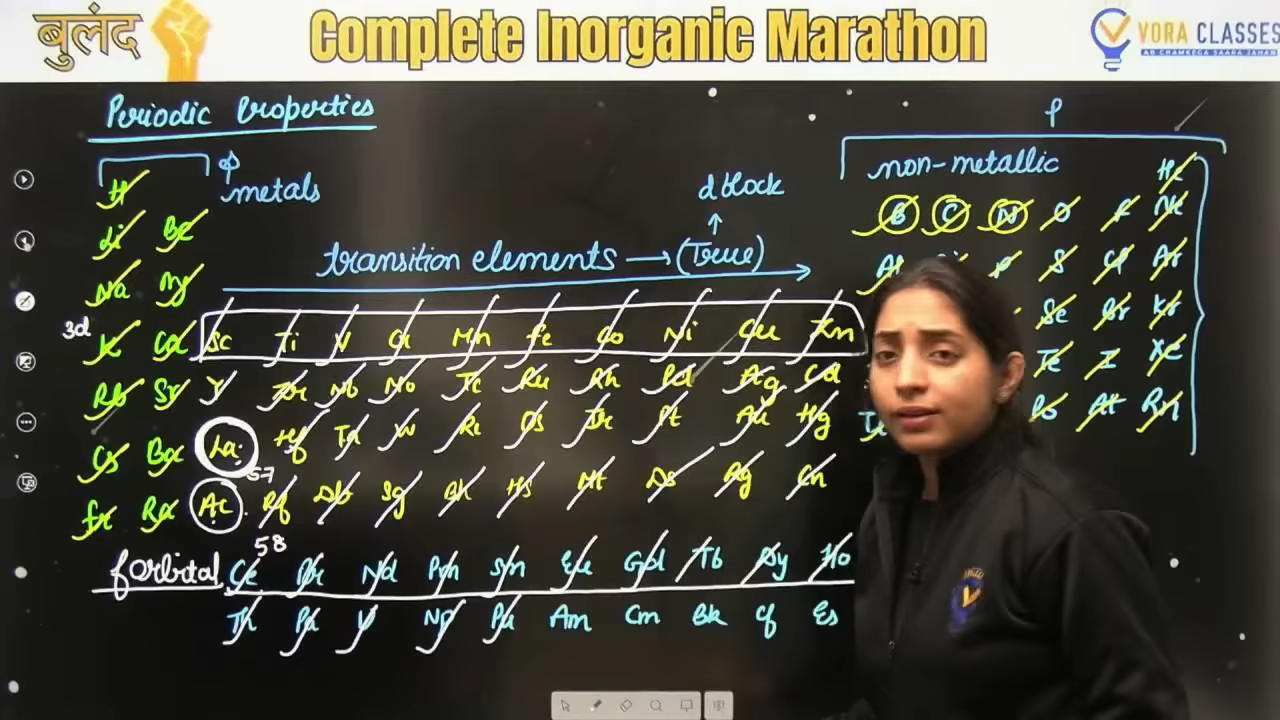 बुलंद
Complete Inorganic Marathon
VORA CLASSES
AB CHAMKEGA SAARA JAHAN
Periodic Properties
P
H
metals
non-metallic
He
d block
Li Be
B C N O F Ne
transition elements → (True)
Na Mg
Al P S Cl Ar
3d
K Ca Sc Ti V Cr Mn Fe Co Ni Cu Zn
Se Br Kr
Rb Sr Y Zr Nb Mo Tc Ru Rh Pd Ag Cd
Te I Xe
Cs Ba La Hf Ta W Re Os Ir Pt Au Hg
Po At Rn
57
Fr Ra Ac Rf Db Sg Bh Hs Mt Ds Rg Cn
58
f orbital Ce Pr Nd Pm Sm Eu Gd Tb Dy Ho
Th Pa U Np Pu Am Cm Bk Cf Es